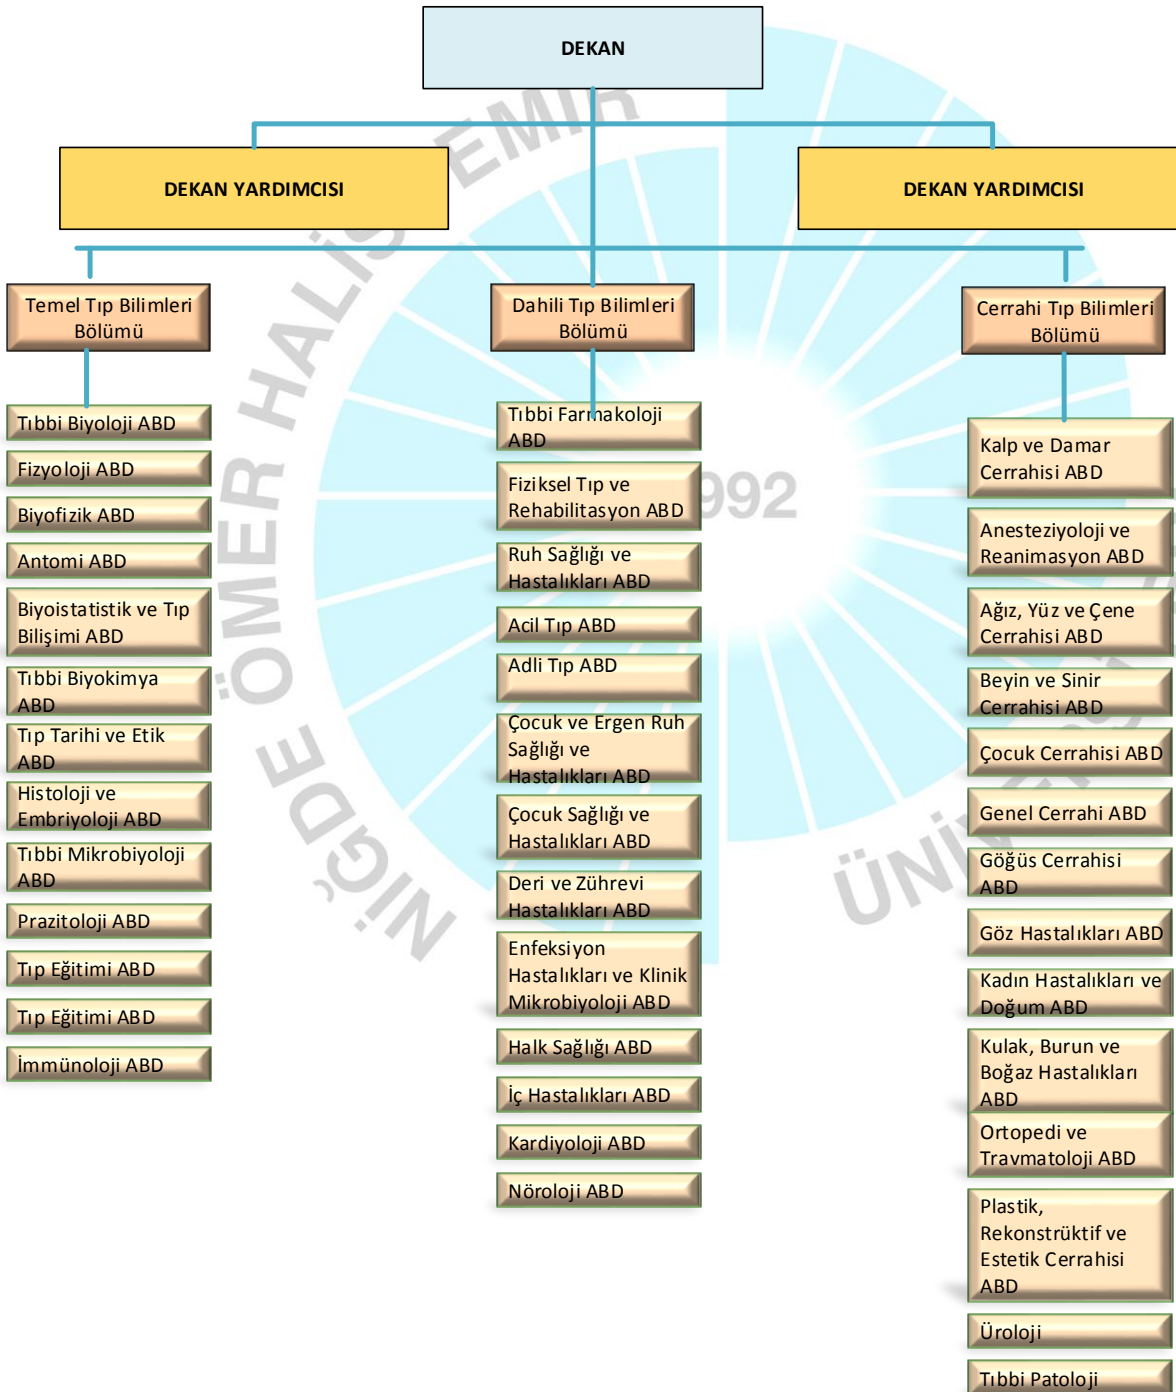 DEKAN
DEKAN YARDIMCISI
DEKAN YARDIMCISI
Temel Tıp Bilimleri
Bölümü
Tıbbi Biyoloji ABD
Fizyoloji ABD
Biyofizik ABD
Antomi ABD
Biyoistatistik ve Tıp
Bilişimi ABD
Tıbbi Biyokimya
ABD
Tıp Tarihi ve Etik
ABD
Histoloji ve
Embriyoloji ABD
Tıbbi Mikrobiyoloji
ABD
Prazitoloji ABD
Tıp Eğitimi ABD
Tıp Eğitimi ABD
İmmünoloji ABD
Dahili Tıp Bilimleri
Bölümü
Tıbbi Farmakoloji
ABD
Fiziksel Tıp ve
Rehabilitasyon ABD
Ruh Sağlığı ve
Hastalıkları ABD
Acil Tıp ABD
Adli Tıp ABD
Çocuk ve Ergen Ruh
Sağlığı ve
Hastalıkları ABD
Çocuk Sağlığı ve
Hastalıkları ABD
Deri ve Zührevi
Hastalıkları ABD
Enfeksiyon
Hastalıkları ve Klinik
Mikrobiyoloji ABD
Halk Sağlığı ABD
İç Hastalıkları ABD
Kardiyoloji ABD
Nöroloji ABD
Cerrahi Tıp Bilimleri
Bölümü
Kalp ve Damar
Cerrahisi ABD
Anesteziyoloji ve
Reanimasyon ABD
Ağız, Yüz ve Çene
Cerrahisi ABD
Beyin ve Sinir
Cerrahisi ABD
Çocuk Cerrahisi ABD
Genel Cerrahi ABD
Göğüs Cerrahisi
ABD
Göz Hastalıkları ABD
Kadın Hastalıkları ve
Doğum ABD
Kulak, Burun ve
Boğaz Hastalıkları
ABD
Ortopedi ve
Travmatoloji ABD
Plastik,
Rekonstrüktif ve
Estetik Cerrahisi
ABD
Üroloji
Tıbbi Patoloji
NİĞDE ÖMER HALİS